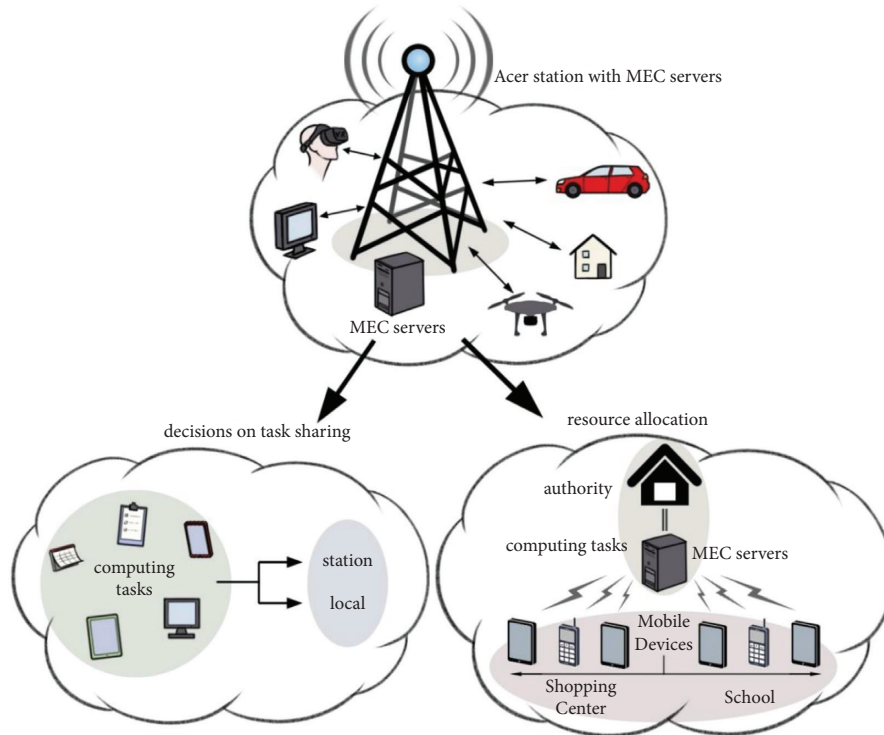 Acer station with MEC servers
MEC servers
decisions on task sharing
computing
tasks
station
local
resource allocation
authority
computing tasks
MEC servers
Mobile
Devices
Shopping
Center
School